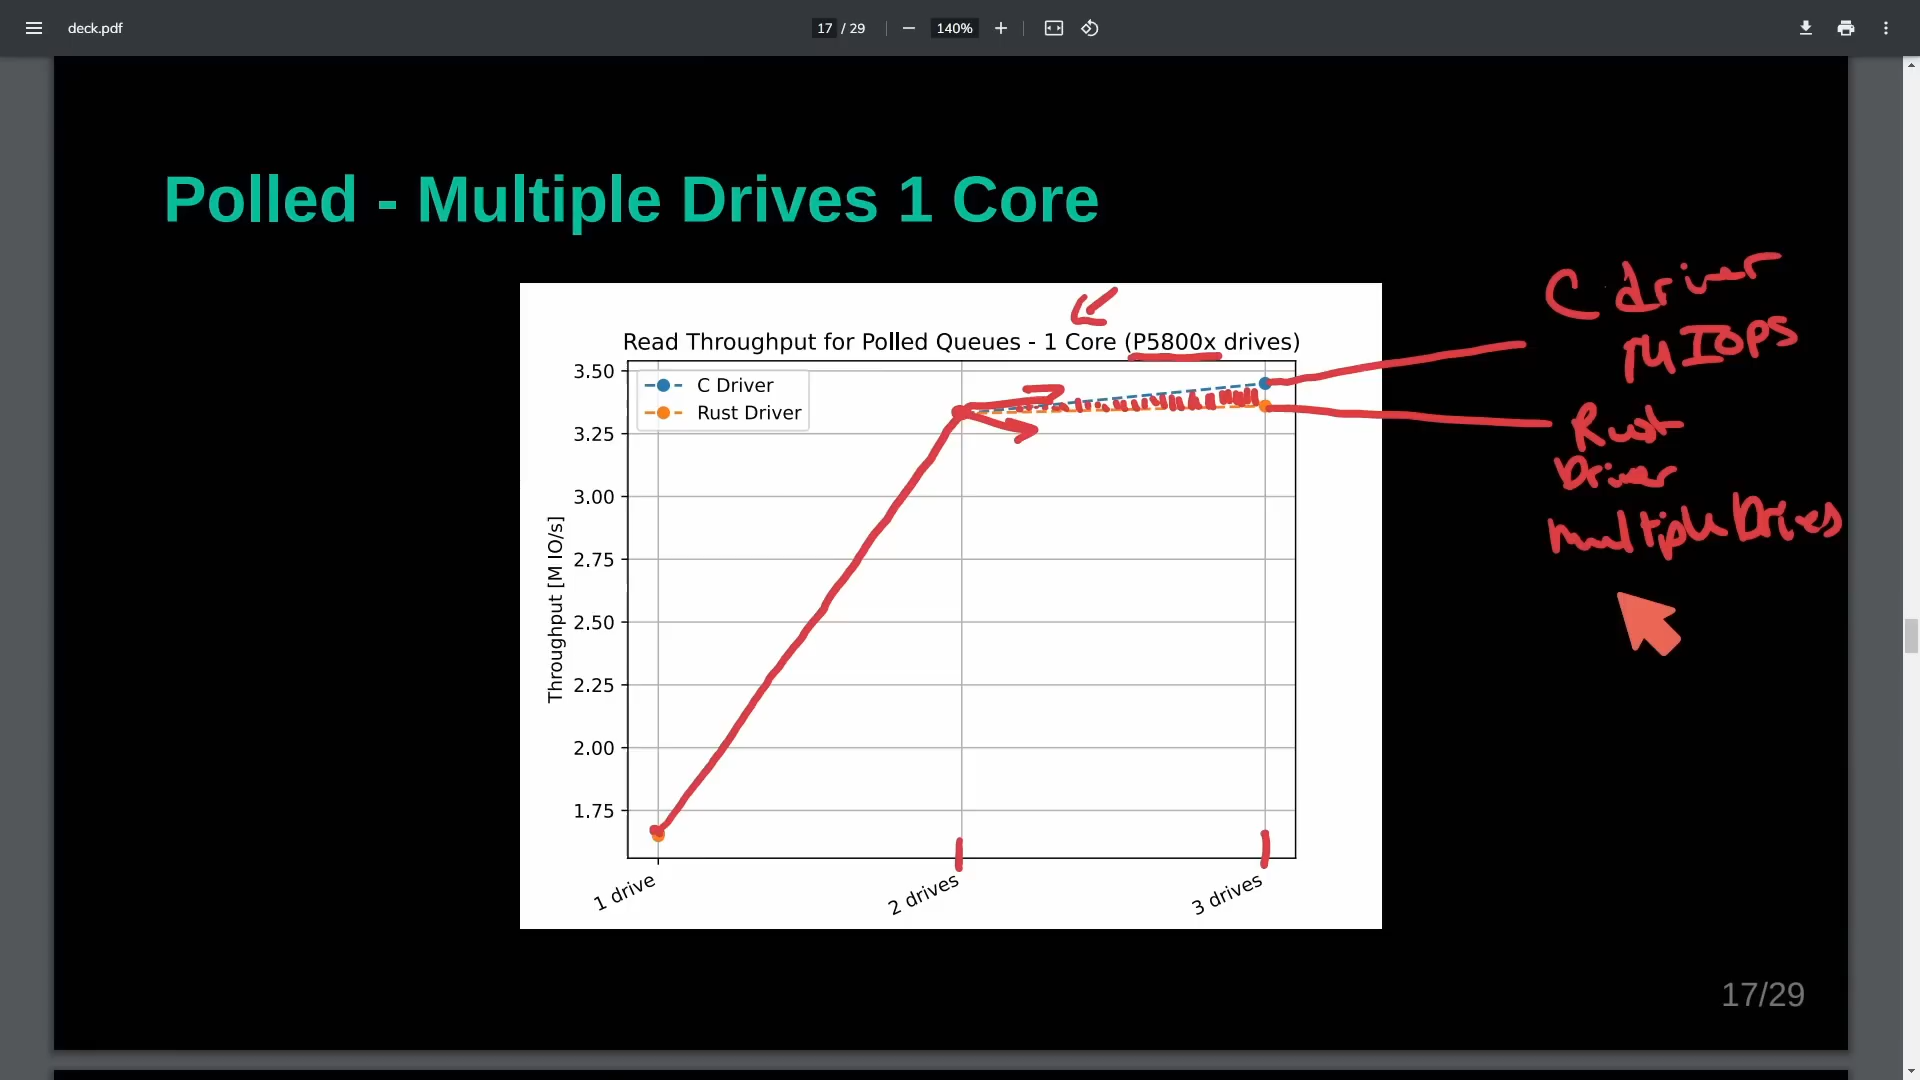 deck.pdf
17 / 29
140%
Polled - Multiple Drives 1 Core
Read Throughput for Polled Queues - 1 Core (P5800x drives)
C Driver
Rust Driver
Throughput [M IO/s]
3.50
3.25
3.00
2.75
2.50
2.25
2.00
1.75
1 drive
2 drives
3 drives
C driver
IOps
Rust
Driver
multiple Drives
17/29